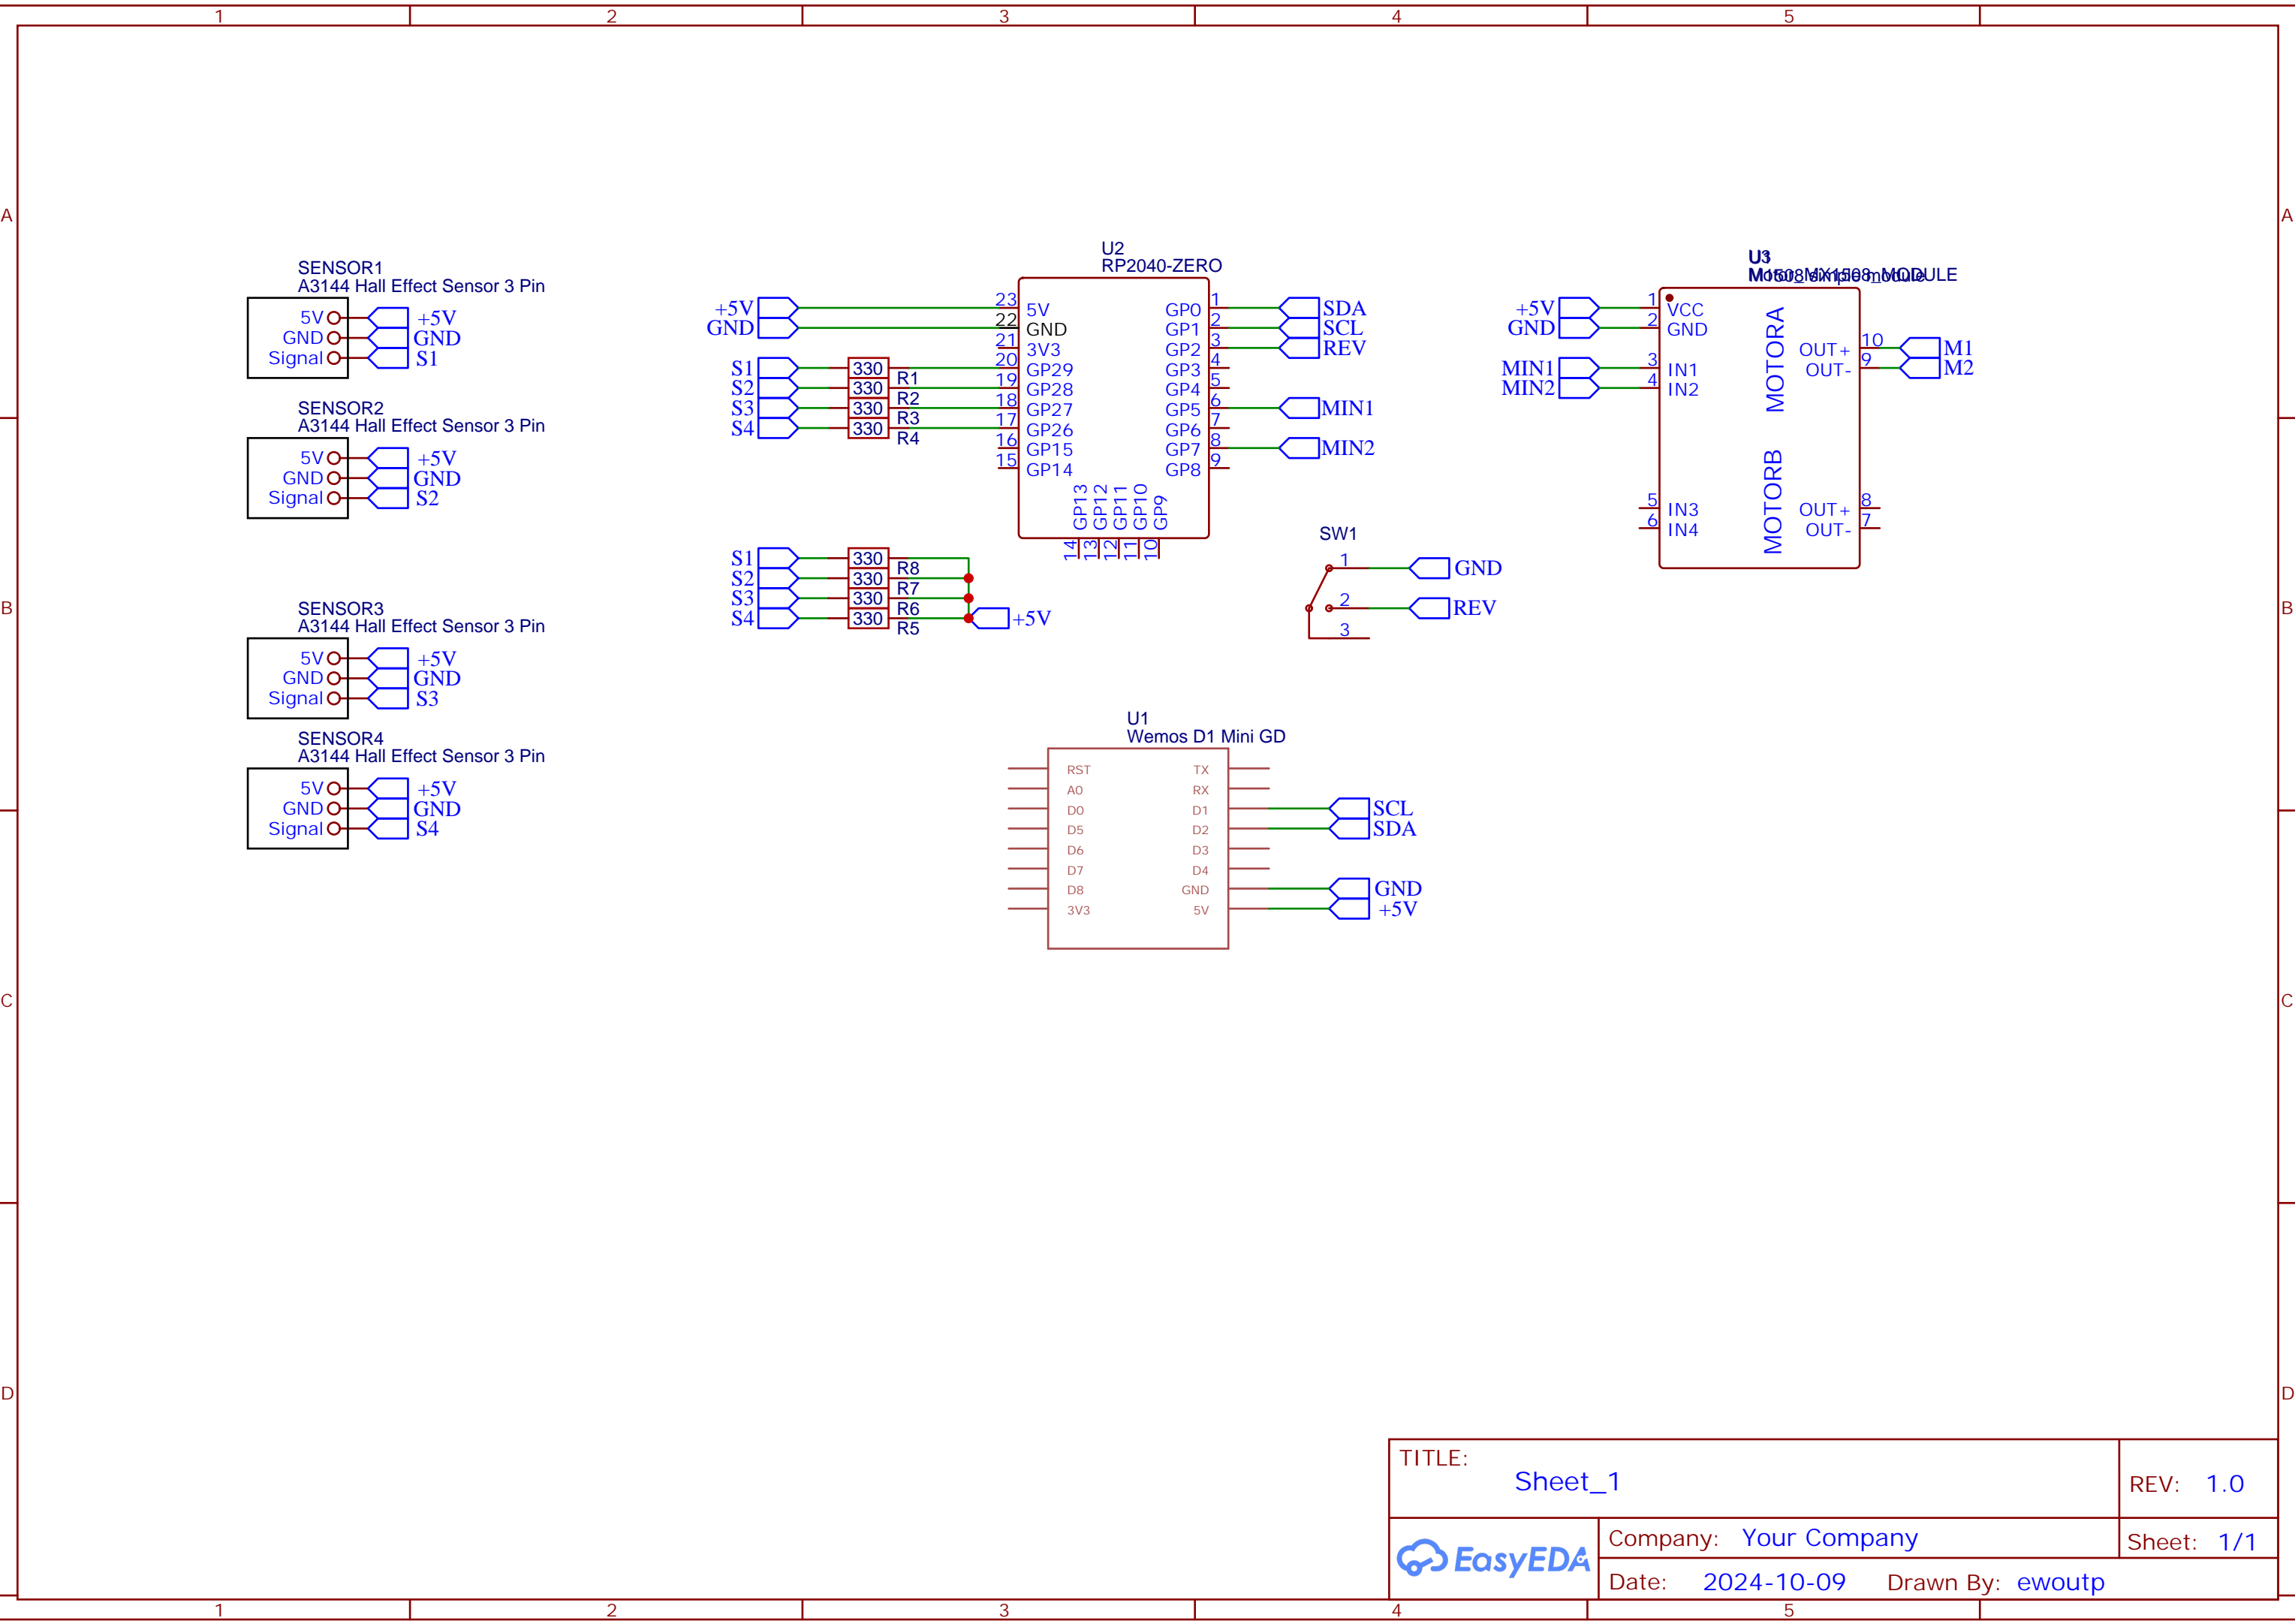 1 2 3 4 5
A A
B B
C C
D D
SENSOR1
A3144 Hall Effect Sensor 3 Pin
5V +5V
GND GND
Signal S1
SENSOR2
A3144 Hall Effect Sensor 3 Pin
5V +5V
GND GND
Signal S2
SENSOR3
A3144 Hall Effect Sensor 3 Pin
5V +5V
GND GND
Signal S3
SENSOR4
A3144 Hall Effect Sensor 3 Pin
5V +5V
GND GND
Signal S4
U2
RP2040-ZERO
+5V 23 5V GP0 1 SDA
GND 22 GND GP1 2 SCL
21 3V3 GP2 3 REV
S1 330 R1 20 GP29 GP3 4
S2 330 R2 19 GP28 GP4 5
S3 330 R3 18 GP27 GP5 6 MIN1
S4 330 R4 17 GP26 GP6 7
16 GP15 GP7 8 MIN2
15 GP14 GP8 9
GP13 GP12 GP11 GP10 GP9
14 13 12 11 10
S1 330 R8
S2 330 R7
S3 330 R6
S4 330 R5 +5V
SW1
1 GND
2 REV
3
MX1508_MODULE
+5V 1 VCC
GND 2 GND
MIN1 3 IN1
MIN2 4 IN2
5 IN3
6 IN4
MOTORA
MOTORB
OUT+ 10 M1
OUT- 9 M2
OUT+ 8
OUT- 7
U1
Wemos D1 Mini GD
RST TX
A0 RX
D0 D1 SCL
D5 D2 SDA
D6 D3
D7 D4
D8 GND GND
3V3 5V +5V
TITLE:
Sheet_1
REV: 1.0
EasyEDA
Company: Your Company
Sheet: 1/1
Date: 2024-10-09 Drawn By: ewoutp
1 2 3 4 5